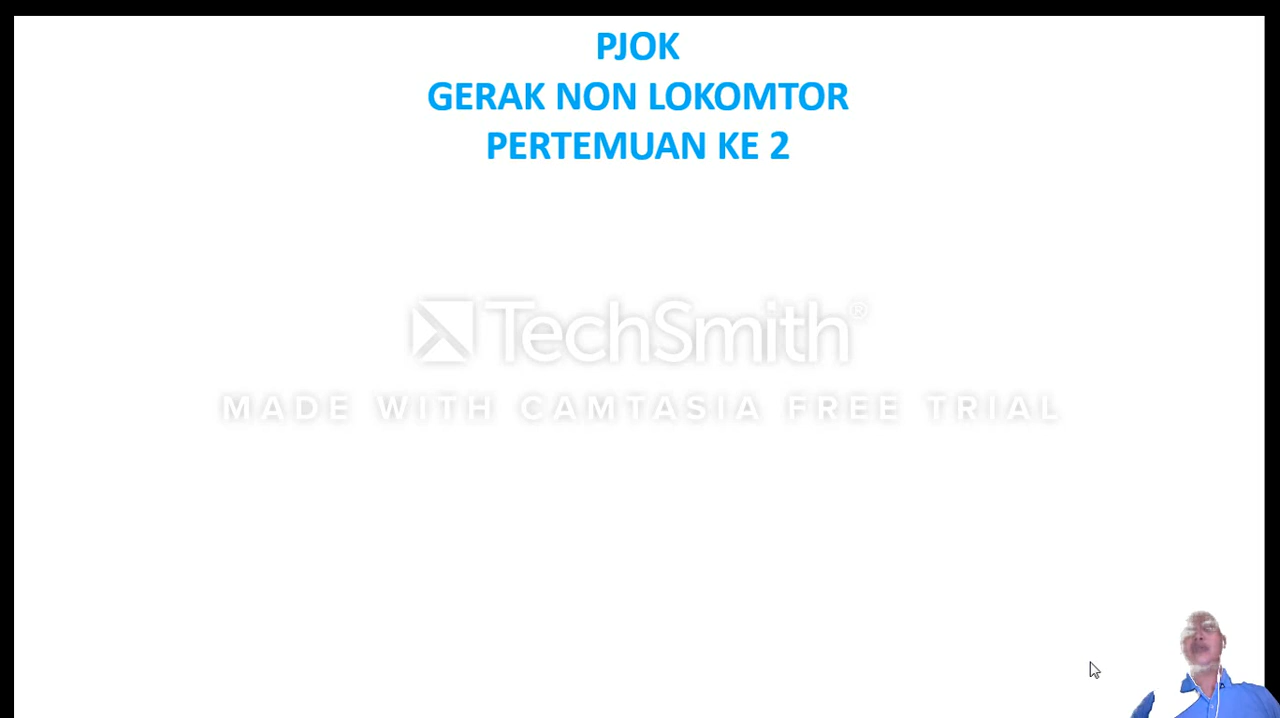 PJOK
GERAK NON LOKOMTOR
PERTEMUAN KE 2
TechSmith®
MADE WITH CAMTASIA FREE TRIAL